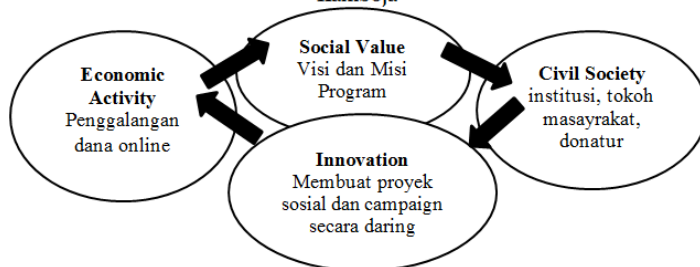 Social Value
Visi dan Misi
Program
Economic
Activity
Penggalangan
dana online
Civil Society
institusi, tokoh
masayrakat,
donatur
Innovation
Membuat proyek
sosial dan campaign
secara daring